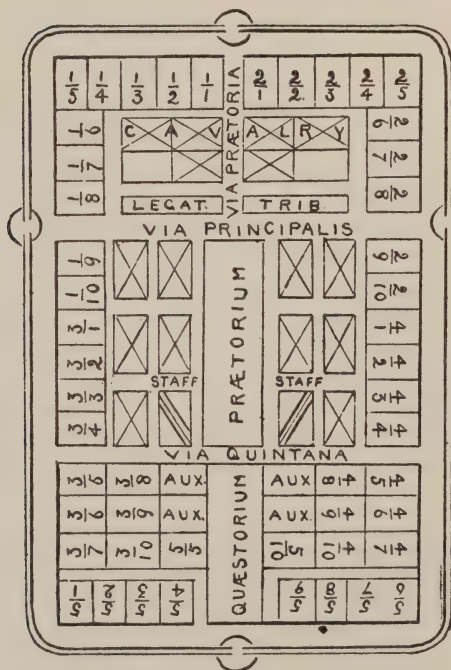 1/5 1/4 1/3 1/2 1/1 VIA PRÆTORIA 2/1 2/2 2/3 2/4 2/5
1/6 CAVALRY 2/6
1/7 2/7
1/8 2/8
LEGAT. TRIB.
VIA PRINCIPALIS
1/9 2/9
1/10 2/10
3/1 PRÆTORIUM 4/1
3/2 4/2
STAFF STAFF
3/3 4/3
3/4 4/4
VIA QUINTANA
3/5 3/8 AUX. AUX 4/8 4/5
3/6 3/9 AUX. AUX. 4/9 4/6
3/7 3/10 5/5 QUÆSTORIUM 5/10 4/10 4/7
5/1 5/2 5/3 5/4 5/9 5/8 5/7 5/6